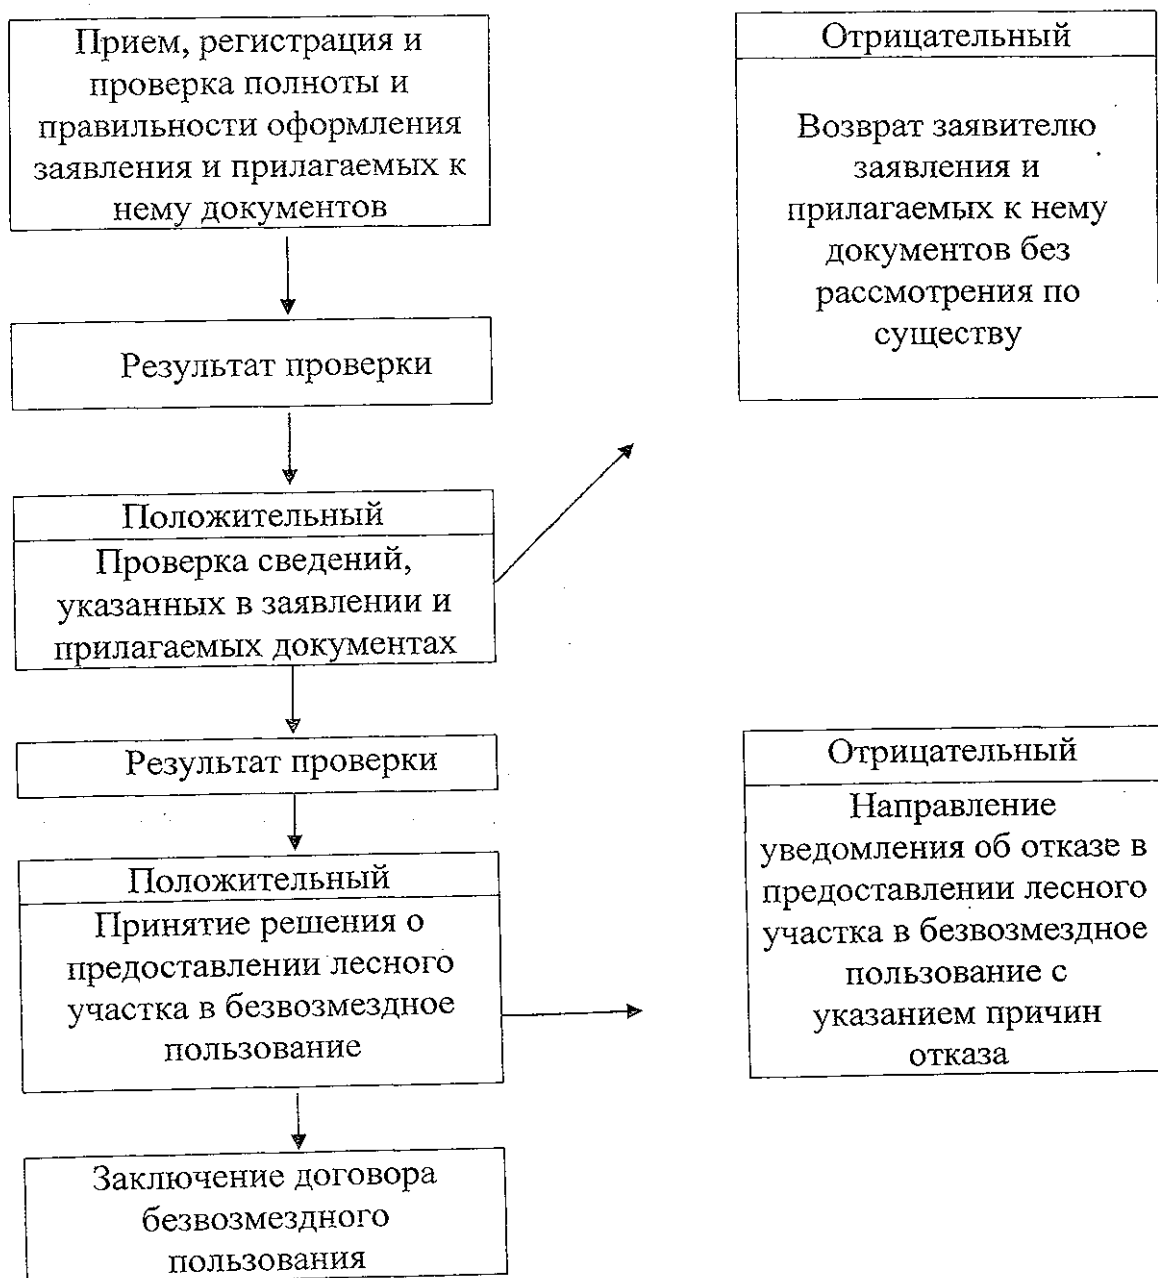 Прием, регистрация и
проверка полноты и
правильности оформления
заявления и прилагаемых к
нему документов
Отрицательный
Возврат заявителю
заявления и
прилагаемых к нему
документов без
рассмотрения по
существу
Результат проверки
Положительный
Проверка сведений,
указанных в заявлении и
прилагаемых документах
Результат проверки
Отрицательный
Направление
уведомления об отказе в
предоставлении лесного
участка в безвозмездное
пользование с
указанием причин
отказа
Положительный
Принятие решения о
предоставлении лесного
участка в безвозмездное
пользование
Заключение договора
безвозмездного
пользования